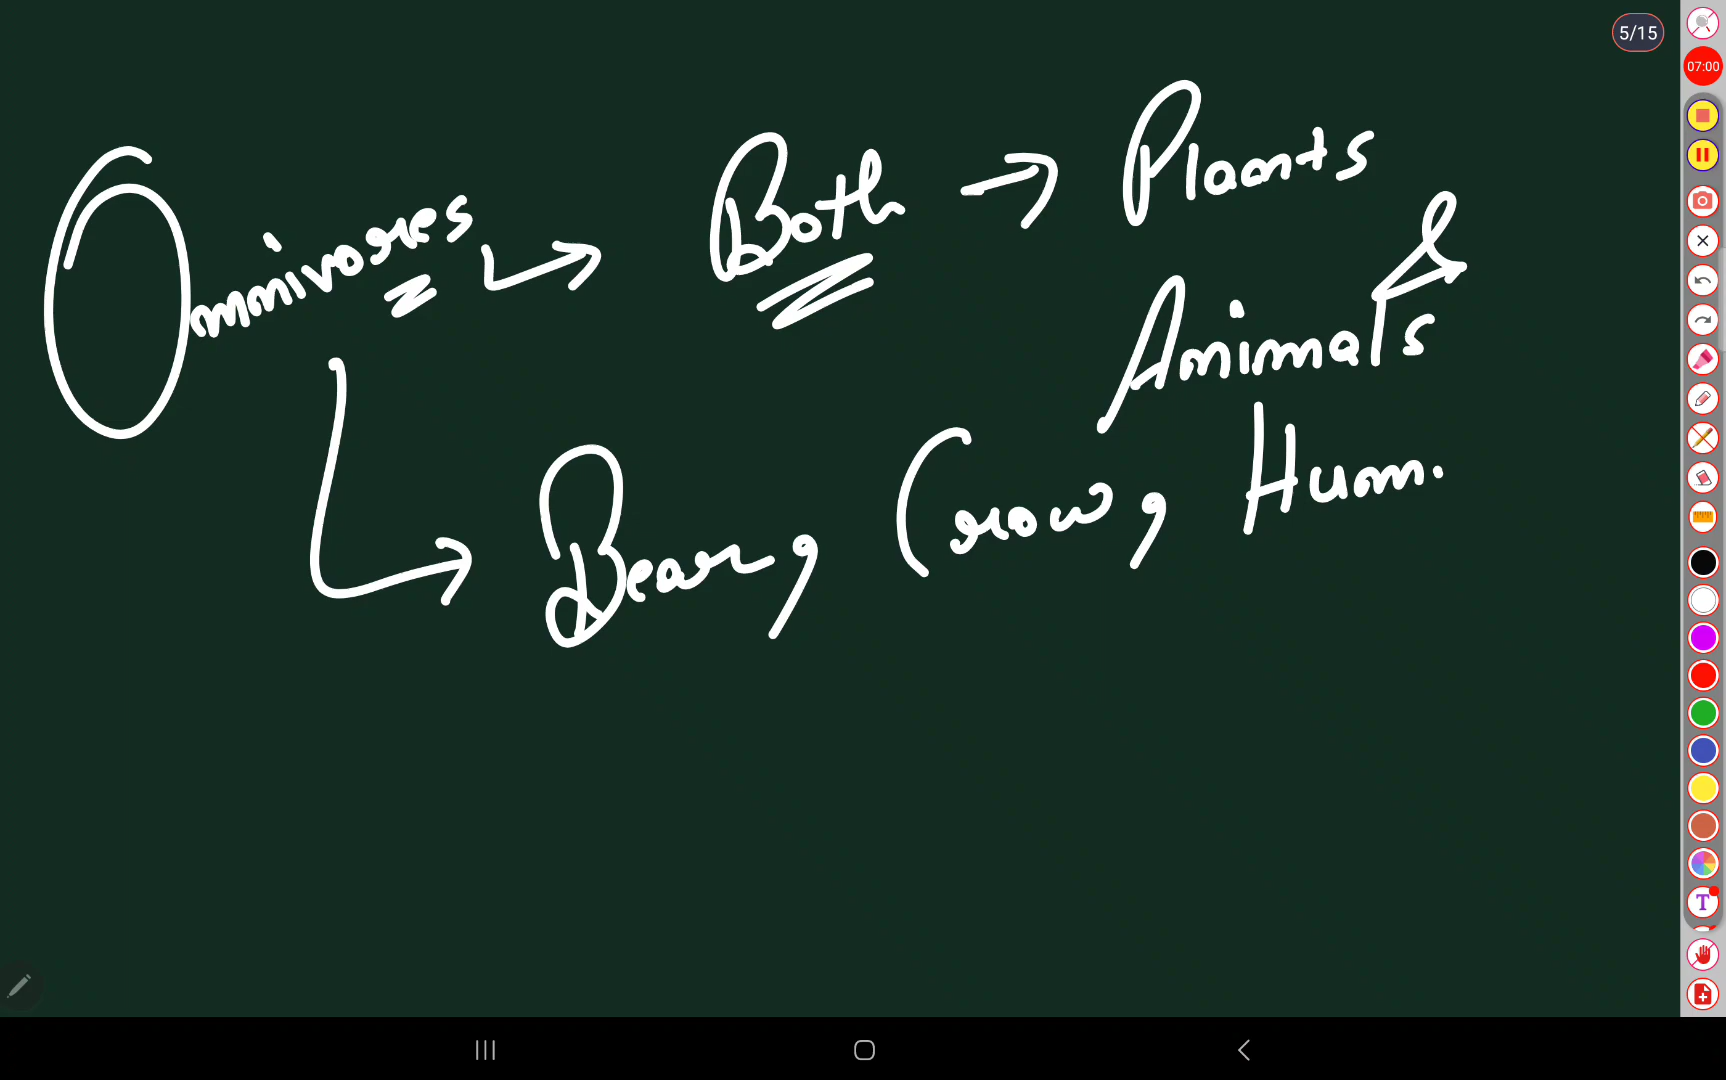 5/15
07:00
Omnivores ↳ Both → Plants
&
Animals
↳ Bear, Crow, Hum.
T